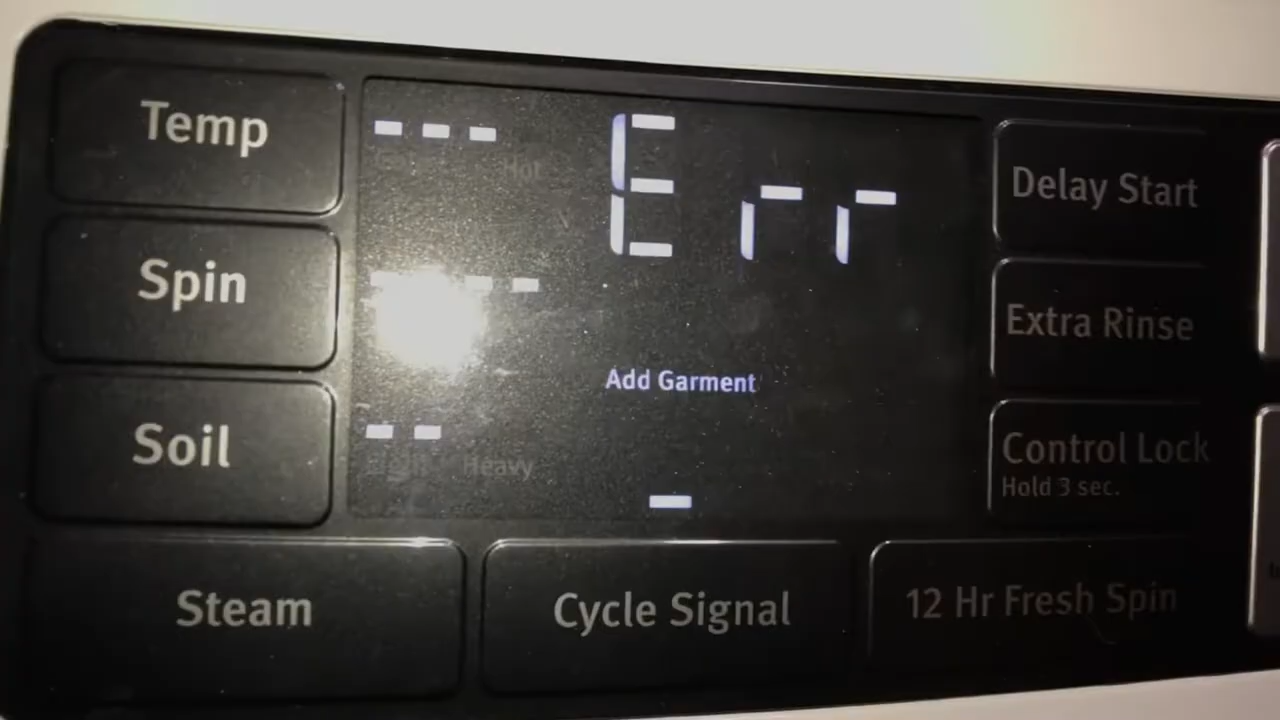 Temp
Hot
Err
Delay Start
Spin
Extra Rinse
Add Garment
Soil
Heavy
Control Lock
Hold 3 sec.
Steam
Cycle Signal
12 Hr Fresh Spin